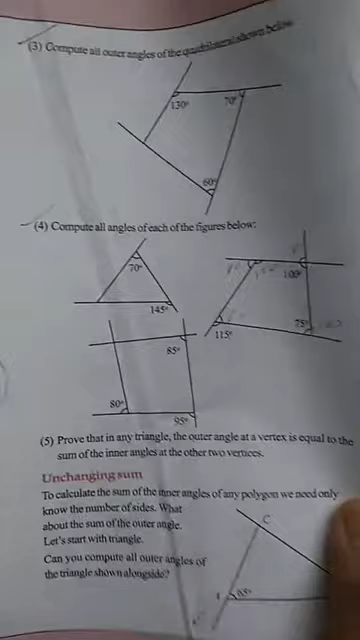 (3) Compute all outer angles of the quadrilateral shown below.
130°
70°
60°
(4) Compute all angles of each of the figures below:
70°
145°
100°
75°
115°
85°
80°
95°
(5) Prove that in any triangle, the outer angle at a vertex is equal to the
sum of the inner angles at the other two vertices.
Unchanging sum
To calculate the sum of the inner angles of any polygon we need only
know the number of sides. What
about the sum of the outer angle.
Let's start with triangle.
Can you compute all outer angles of
the triangle shown alongside?
C
65°